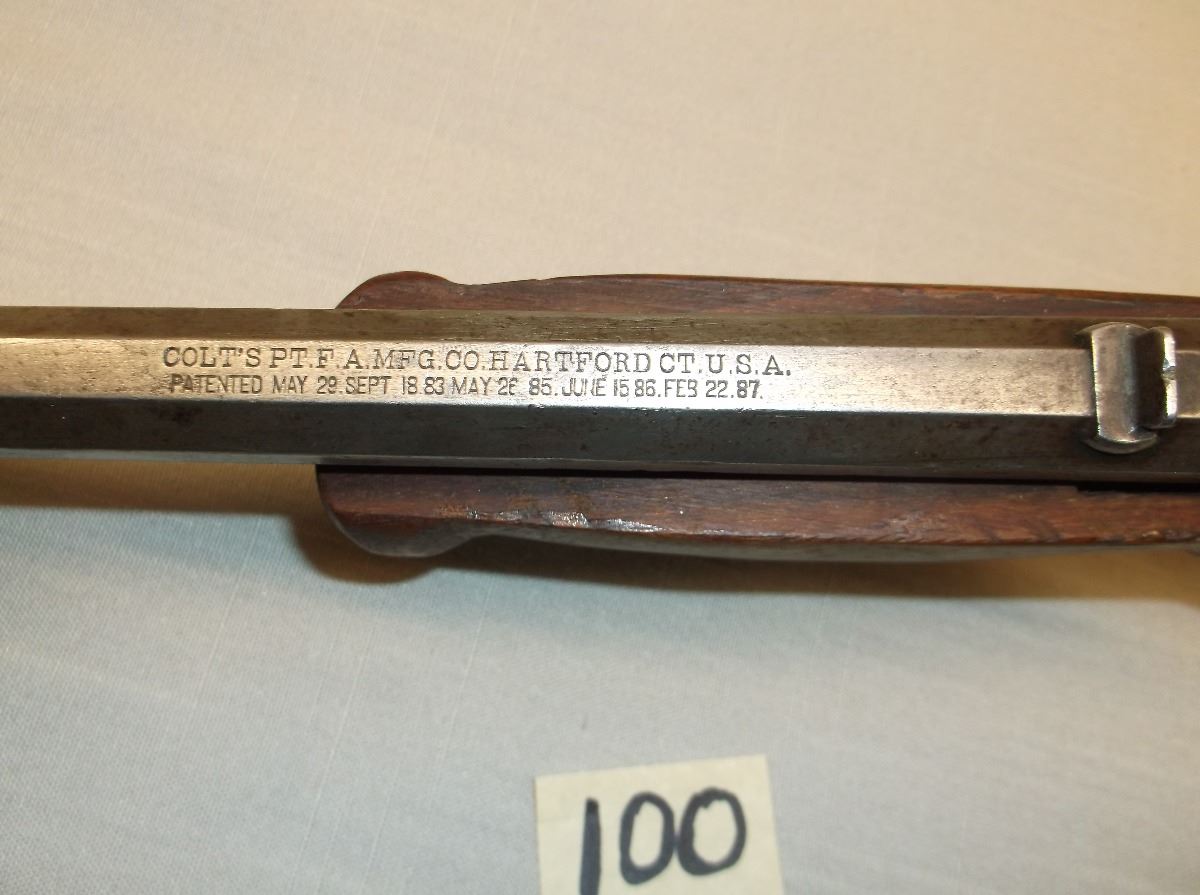 COLT'S PT.F.A.MFG.CO.HARTFORD CT.U.S.A.
PATENTED MAY 29.SEPT 18.83 MAY 26 85.JUNE 15 86.FEB 22.87.
100